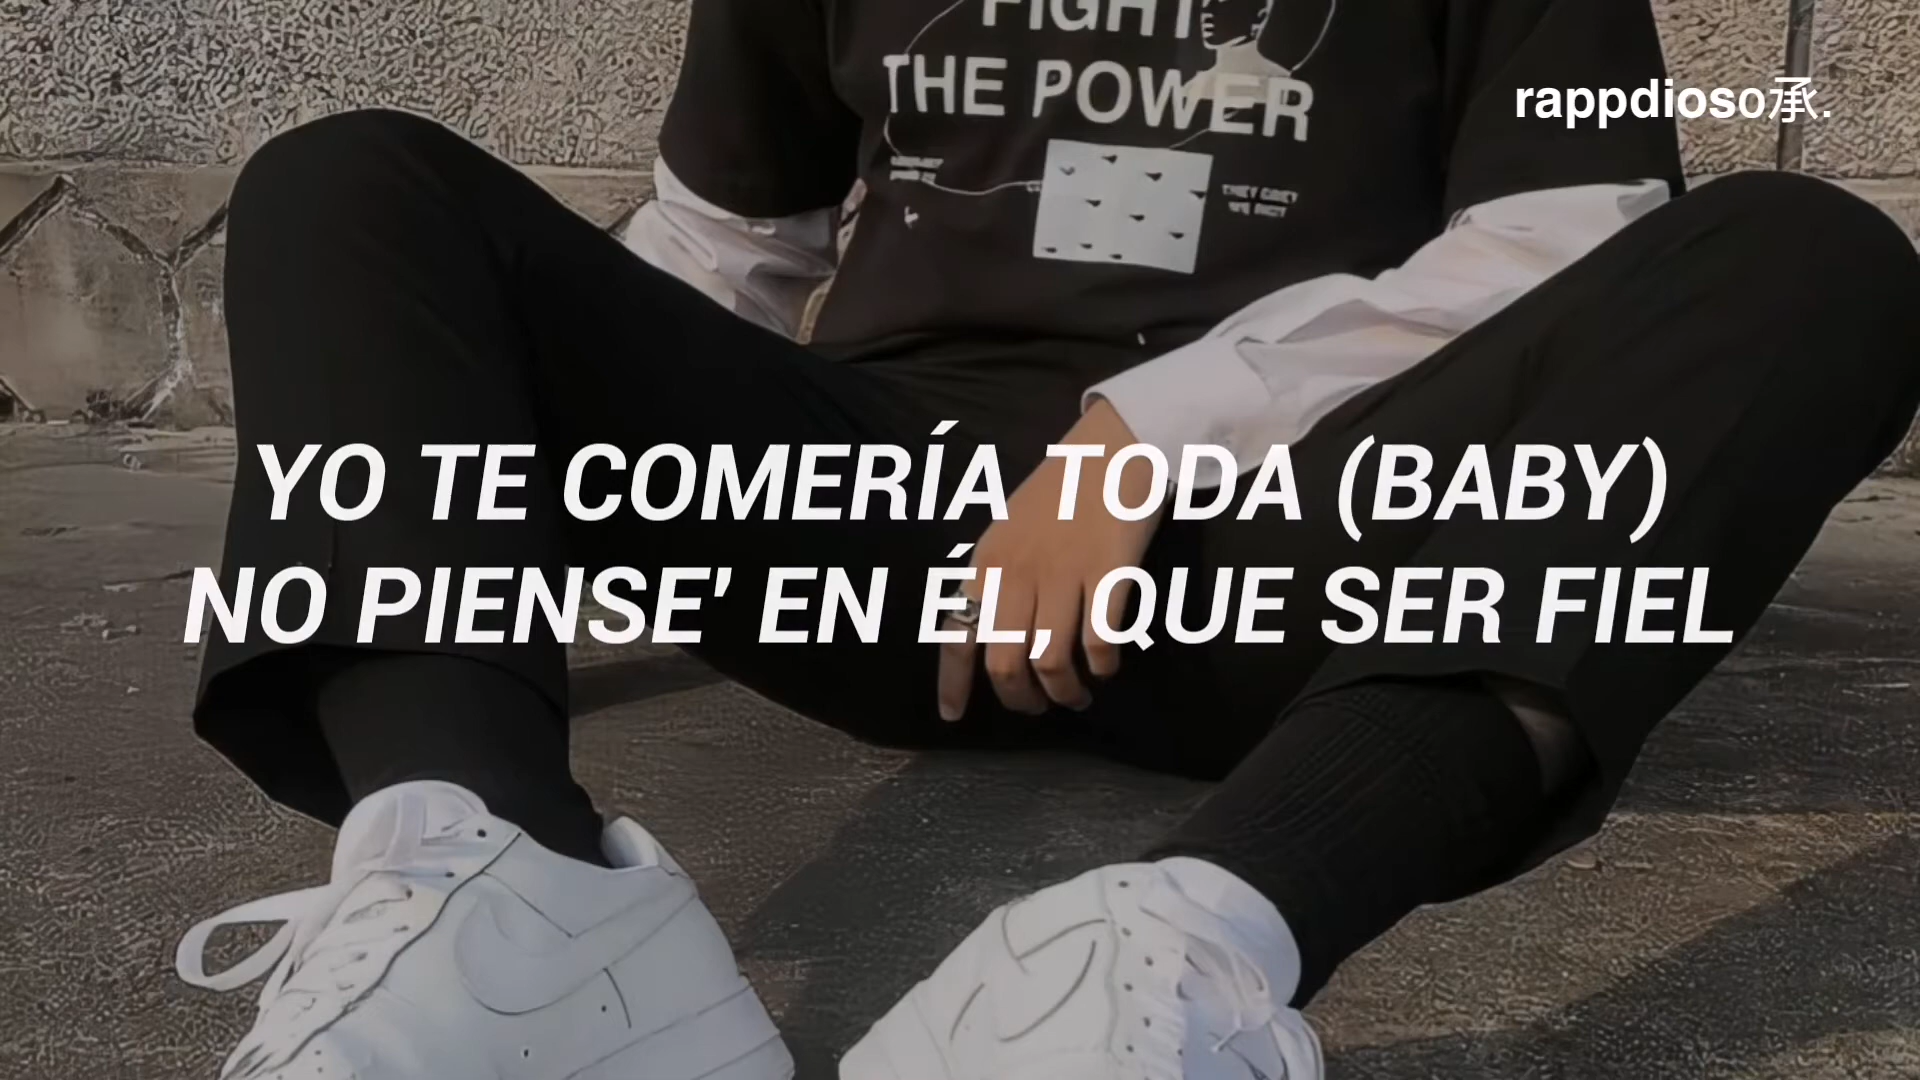 FIGHT
THE POWER
rappdioso承.
YO TE COMERÍA TODA (BABY)
NO PIENSE' EN ÉL, QUE SER FIEL